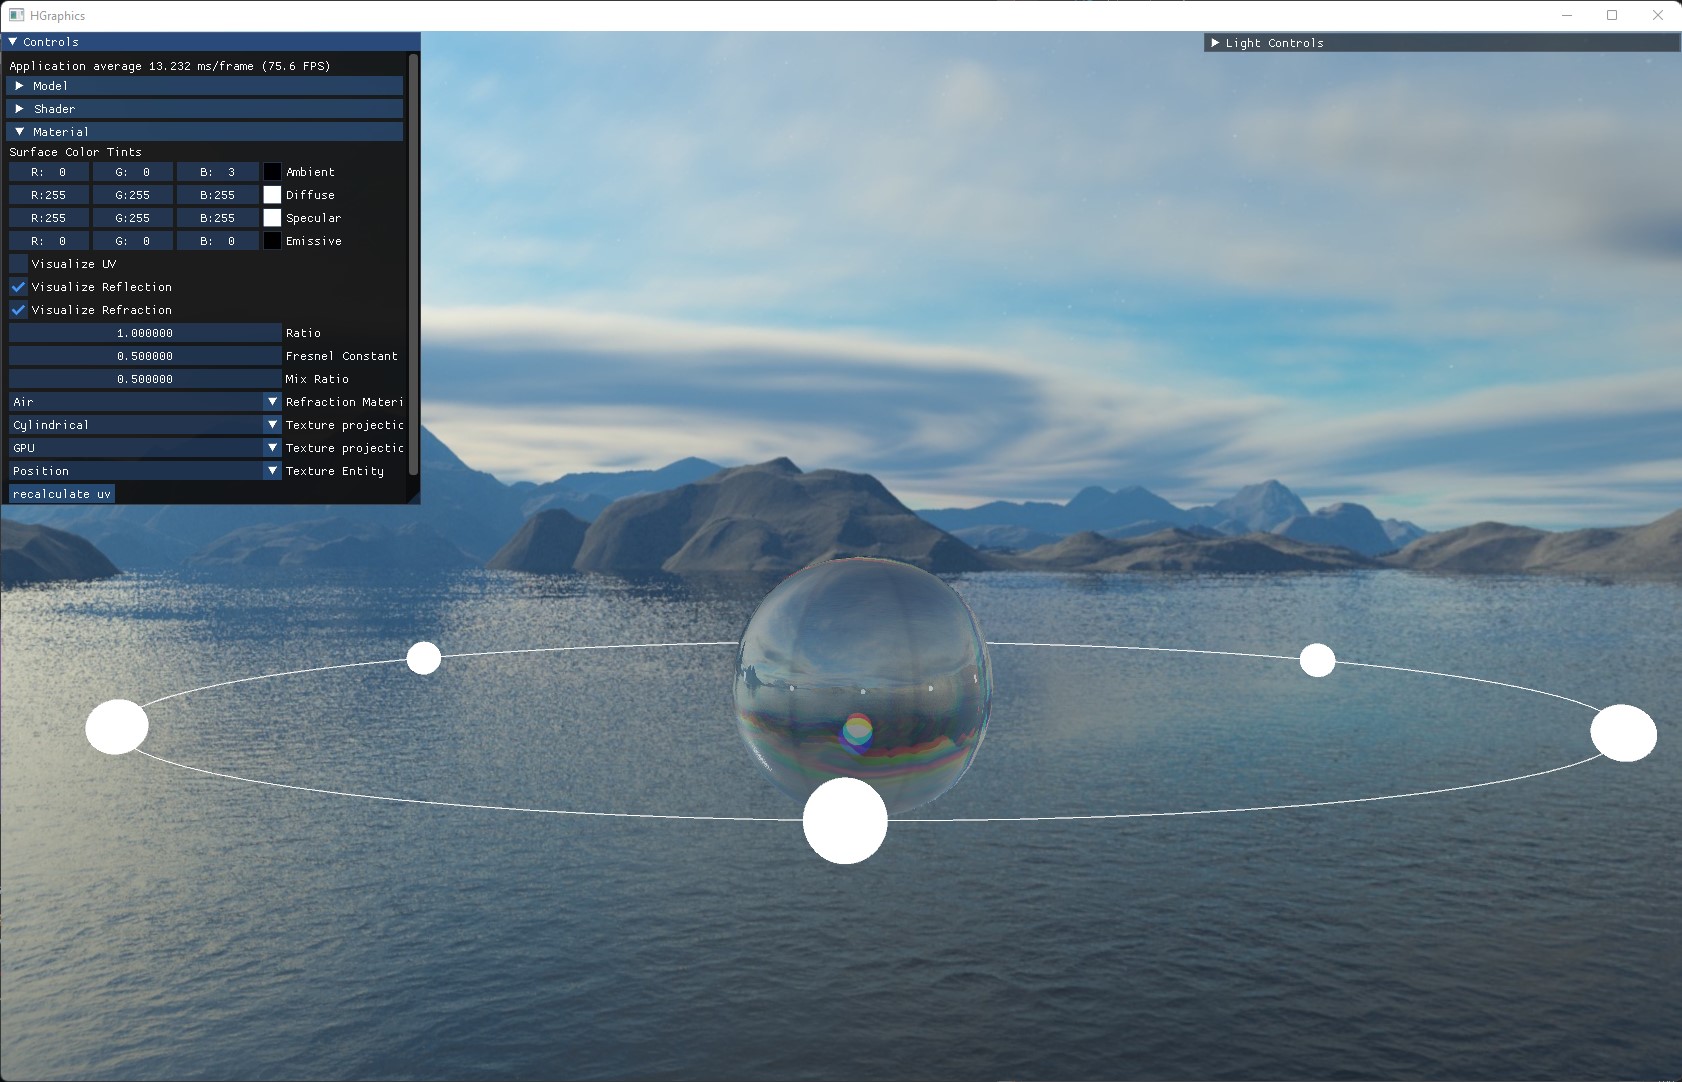 HGraphics
Controls
Light Controls
Application average 13.232 ms/frame (75.6 FPS)
Model
Shader
Material
Surface Color Tints
R: 0 G: 0 B: 3 Ambient
R:255 G:255 B:255 Diffuse
R:255 G:255 B:255 Specular
R: 0 G: 0 B: 0 Emissive
Visualize UV
Visualize Reflection
Visualize Refraction
1.000000 Ratio
0.500000 Fresnel Constant
0.500000 Mix Ratio
Air Refraction Materi
Cylindrical Texture projectic
GPU Texture projectic
Position Texture Entity
recalculate uv